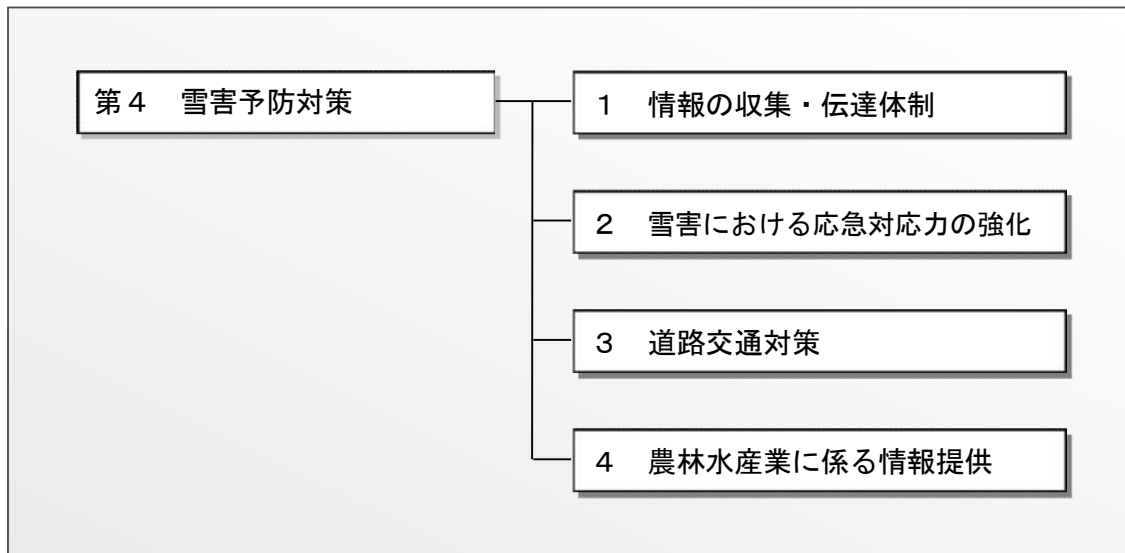 第４　雪害予防対策
１　情報の収集・伝達体制
２　雪害における応急対応力の強化
３　道路交通対策
４　農林水産業に係る情報提供